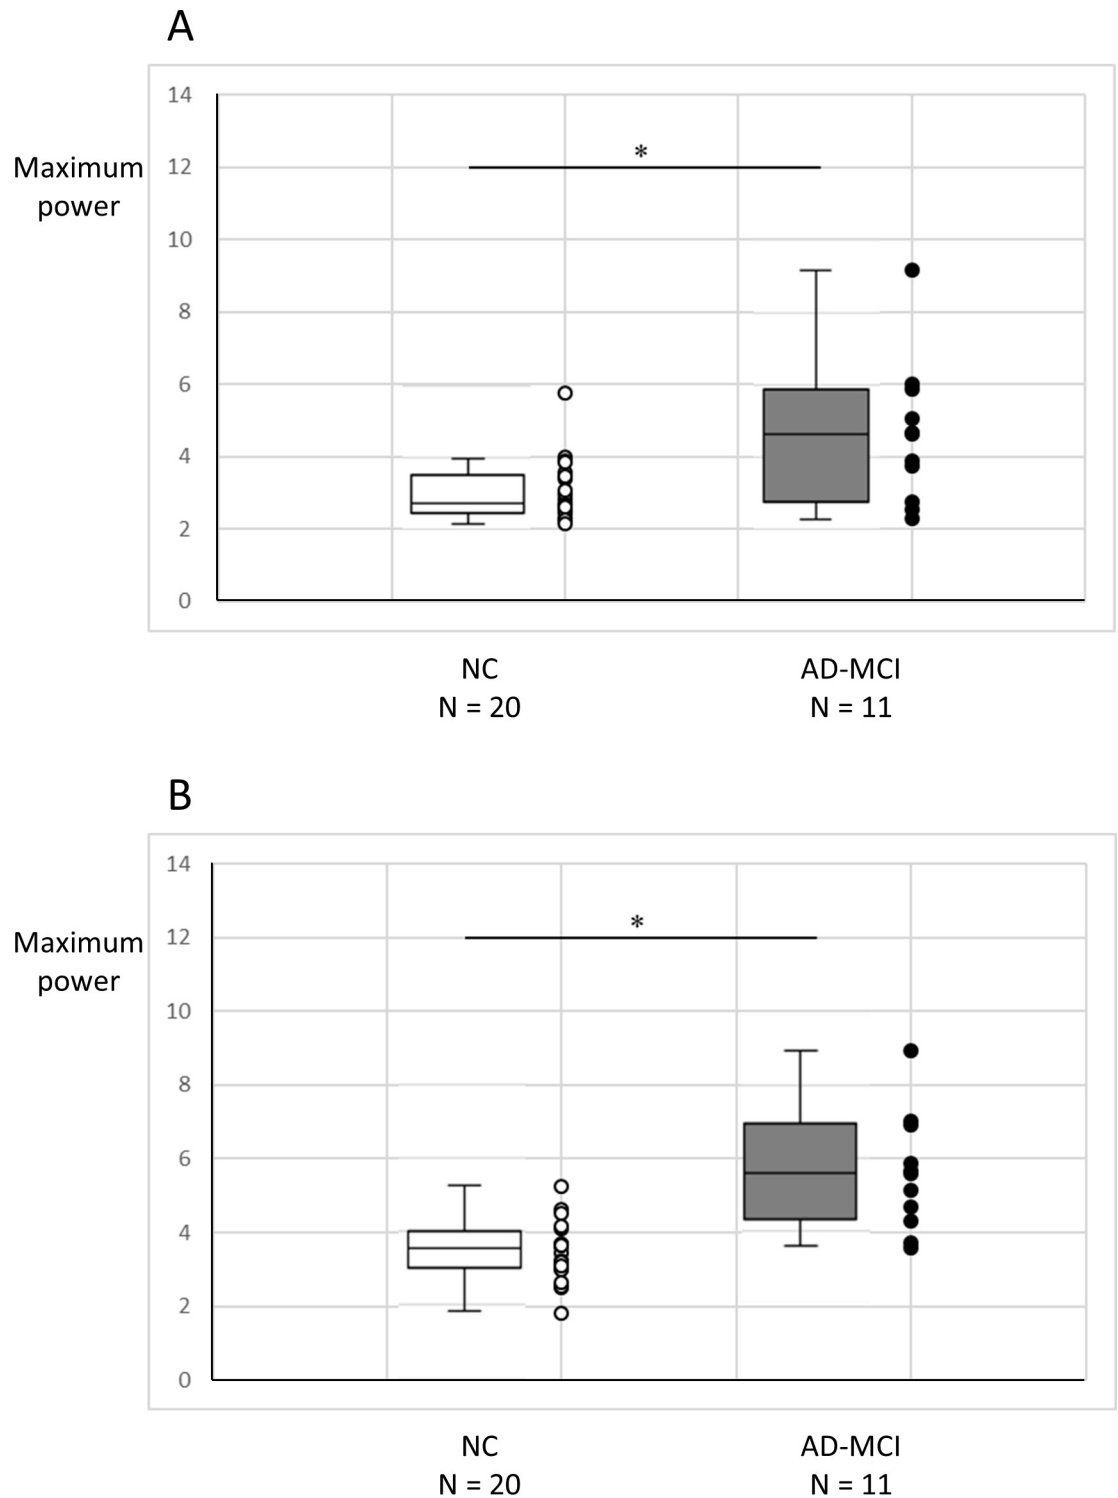 A
Maximum
power
14
12
10
8
6
4
2
0
*
NC
N = 20
AD-MCI
N = 11
B
Maximum
power
14
12
10
8
6
4
2
0
*
NC
N = 20
AD-MCI
N = 11